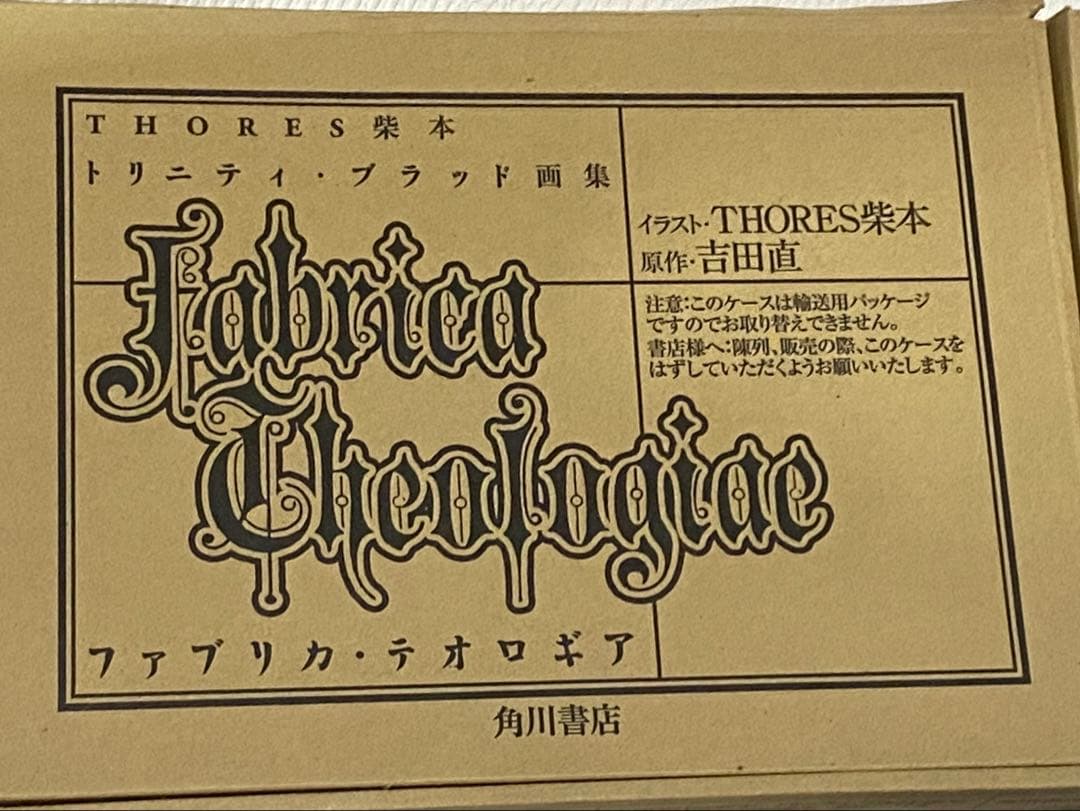 THORES柴本
トリニティ・ブラッド画集
Fabrica
Theologiae
ファブリカ・テオロギア
イラスト・THORES柴本
原作・吉田直
注意:このケースは輸送用パッケージ
ですのでお取り替えできません。
書店様へ:陳列、販売の際、このケースを
はずしていただくようお願いいたします。
角川書店